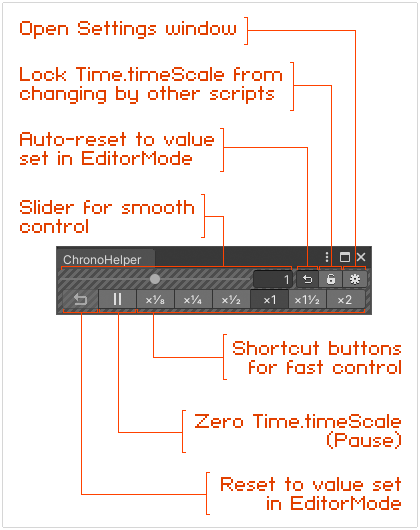 Open Settings window
Lock Time.timeScale from
changing by other scripts
Auto-reset to value
set in EditorMode
Slider for smooth
control
ChronoHelper
1
×⅛ ×¼ ×½ ×1 ×1½ ×2
Shortcut buttons
for fast control
Zero Time.timeScale
(Pause)
Reset to value set
in EditorMode